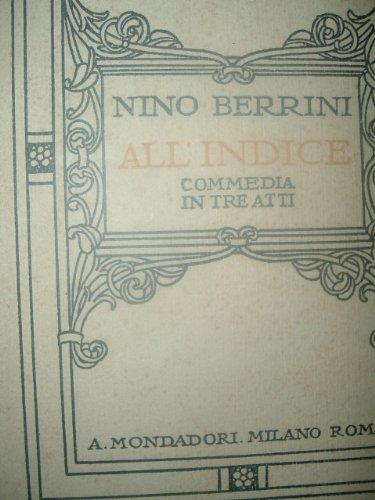 NINO BERRINI
ALL'INDICE
COMMEDIA
IN TRE ATTI
A. MONDADORI. MILANO ROM